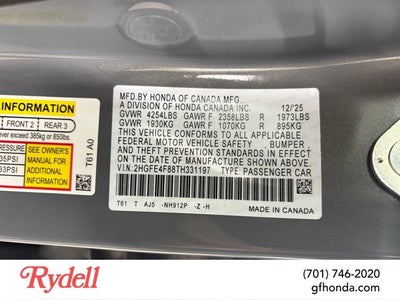 INFORMATION
FRONT 2 REAR 3
ever exceed 385kg or 850lbs.
PRESSURE
35PSI
33PSI
SEE OWNER'S
MANUAL FOR
ADDITIONAL
INFORMATION
T61 A0
MFD.BY HONDA OF CANADA MFG.,
A DIVISION OF HONDA CANADA INC. 12/25
GVWR 4254LBS GAWR F 2358LBS R 1973LBS
GVWR 1930KG GAWR F 1070KG R 895KG
THIS VEHICLE CONFORMS TO ALL APPLICABLE
FEDERAL MOTOR VEHICLE SAFETY, BUMPER
AND THEFT PREVENTION STANDARDS IN EFFECT
ON THE DATE OF MANUFACTURE SHOWN ABOVE.
V.I.N:2HGFE4F88TH331197 TYPE: PASSENGER CAR
T61 T AJ5 -NH912P -Z -H
MADE IN CANADA
Rydell
(701) 746-2020
gfhonda.com